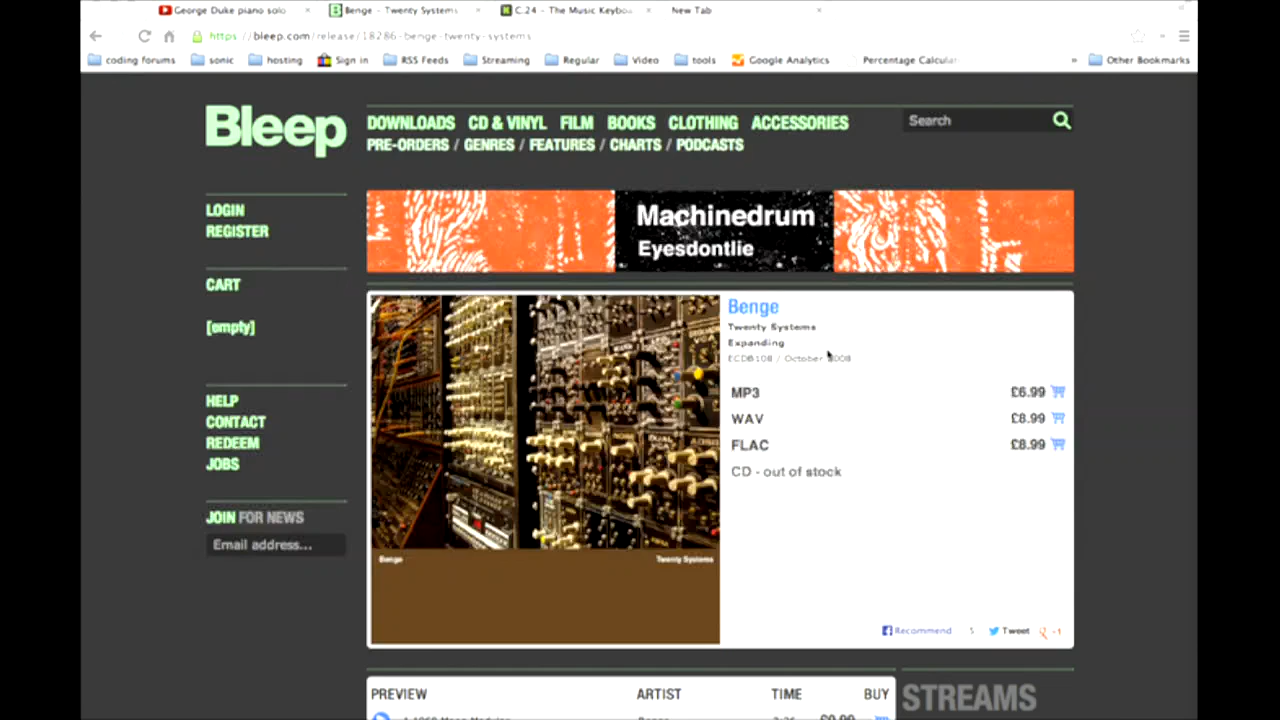 George Duke piano solo
Benge - Twenty Systems
C.24 - The Music Keyboa
New Tab
https://bleep.com/release/18286-benge-twenty-systems
coding forums
sonic
hosting
Sign in
RSS Feeds
Streaming
Regular
Video
tools
Google Analytics
Percentage Calcula
»
Other Bookmarks
Bleep
DOWNLOADS CD & VINYL FILM BOOKS CLOTHING ACCESSORIES
PRE-ORDERS / GENRES / FEATURES / CHARTS / PODCASTS
Search
LOGIN
REGISTER
CART
[empty]
HELP
CONTACT
REDEEM
JOBS
JOIN FOR NEWS
Email address...
Machinedrum
Eyesdontlie
Benge
Twenty Systems
Benge
Twenty Systems
Expanding
ECDB108 / October 2008
MP3 £6.99
WAV £8.99
FLAC £8.99
CD - out of stock
Recommend 5 Tweet +1
PREVIEW ARTIST TIME BUY
STREAMS